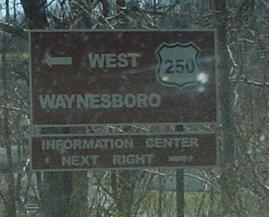 WEST 250
WAYNESBORO
INFORMATION CENTER
NEXT RIGHT